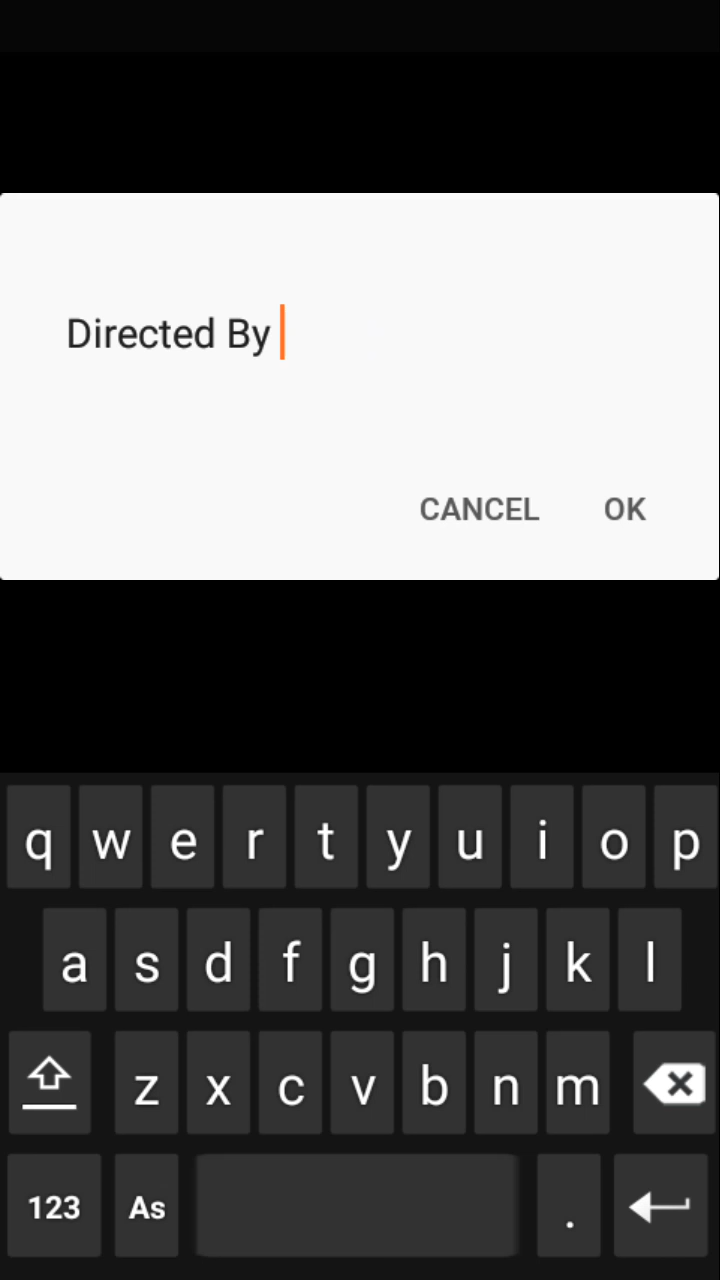 Directed By
CANCEL OK
q w e r t y u i o p
a s d f g h j k l
z x c v b n m
123 As .